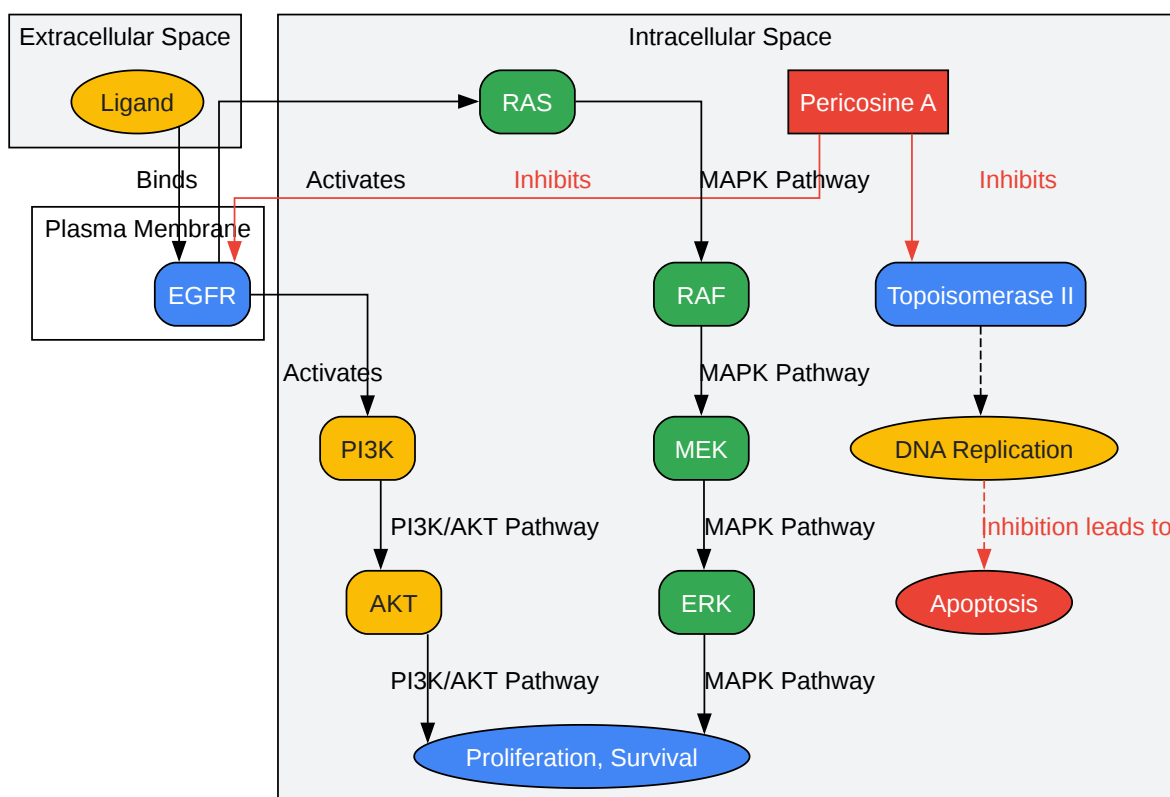 Extracellular Space
Intracellular Space
Ligand
RAS
Pericosine A
Binds
Activates
Inhibits
MAPK Pathway
Inhibits
Plasma Membrane
EGFR
RAF
Topoisomerase II
Activates
MAPK Pathway
PI3K
MEK
DNA Replication
PI3K/AKT Pathway
MAPK Pathway
Inhibition leads to
AKT
ERK
Apoptosis
PI3K/AKT Pathway
MAPK Pathway
Proliferation, Survival